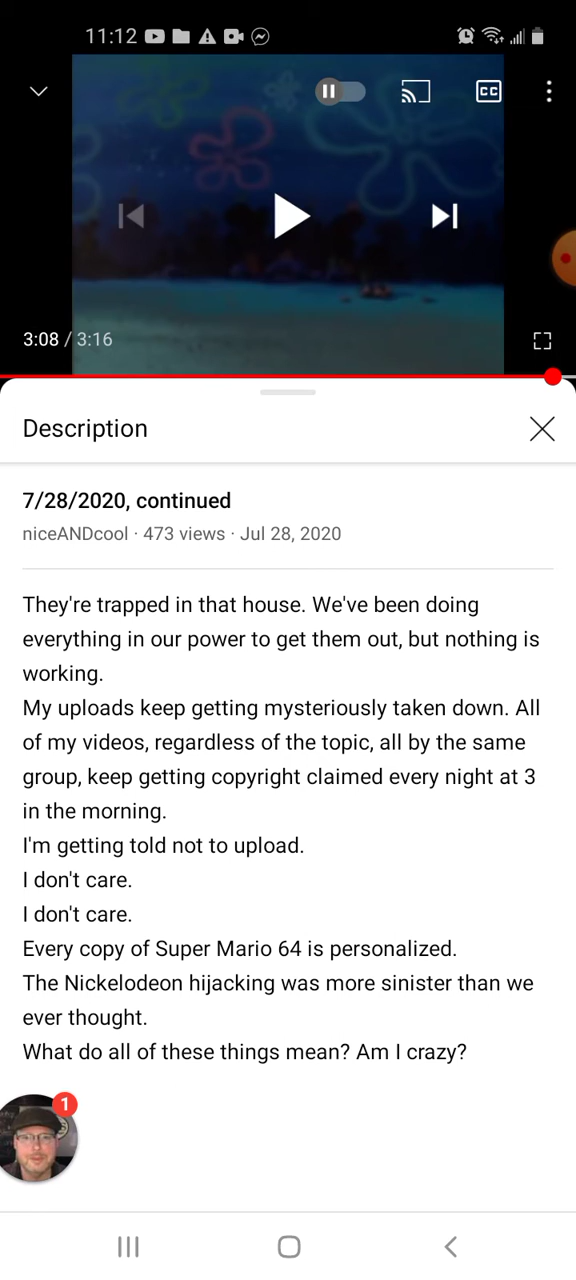 11:12
CC
3:08 / 3:16
Description
7/28/2020, continued
niceANDcool · 473 views · Jul 28, 2020
They're trapped in that house. We've been doing
everything in our power to get them out, but nothing is
working.
My uploads keep getting mysteriously taken down. All
of my videos, regardless of the topic, all by the same
group, keep getting copyright claimed every night at 3
in the morning.
I'm getting told not to upload.
I don't care.
I don't care.
Every copy of Super Mario 64 is personalized.
The Nickelodeon hijacking was more sinister than we
ever thought.
What do all of these things mean? Am I crazy?
1